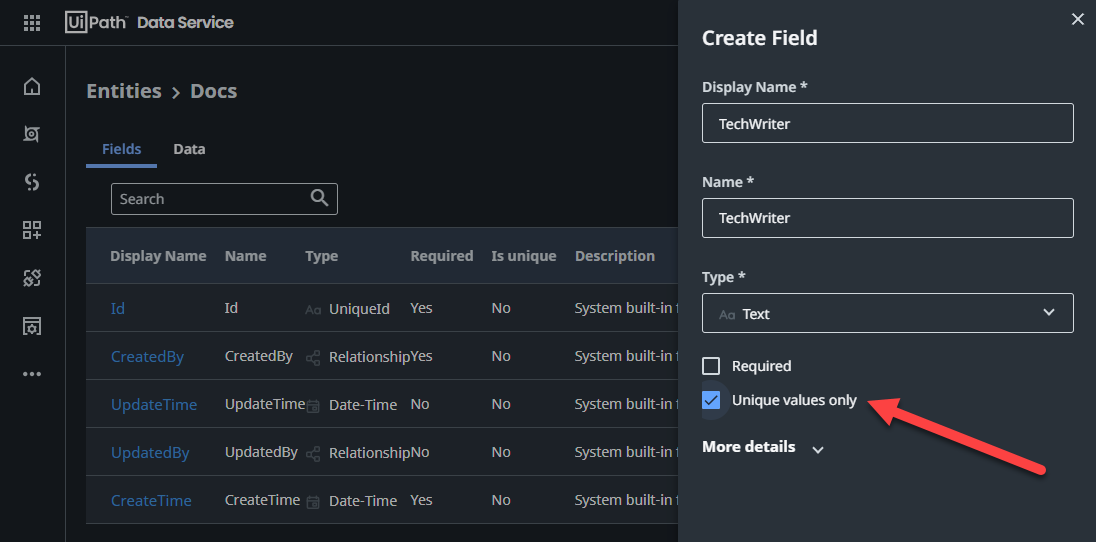 UiPath Data Service
Entities > Docs
Fields Data
Search
Display Name Name Type Required Is unique Description
Id Id Aa UniqueId Yes No System built-in f
CreatedBy CreatedBy Relationship Yes No System built-in f
UpdateTime UpdateTime Date-Time No No System built-in f
UpdatedBy UpdatedBy Relationship No No System built-in f
CreateTime CreateTime Date-Time Yes No System built-in f
Create Field
Display Name *
TechWriter
Name *
TechWriter
Type *
Aa Text
Required
Unique values only
More details